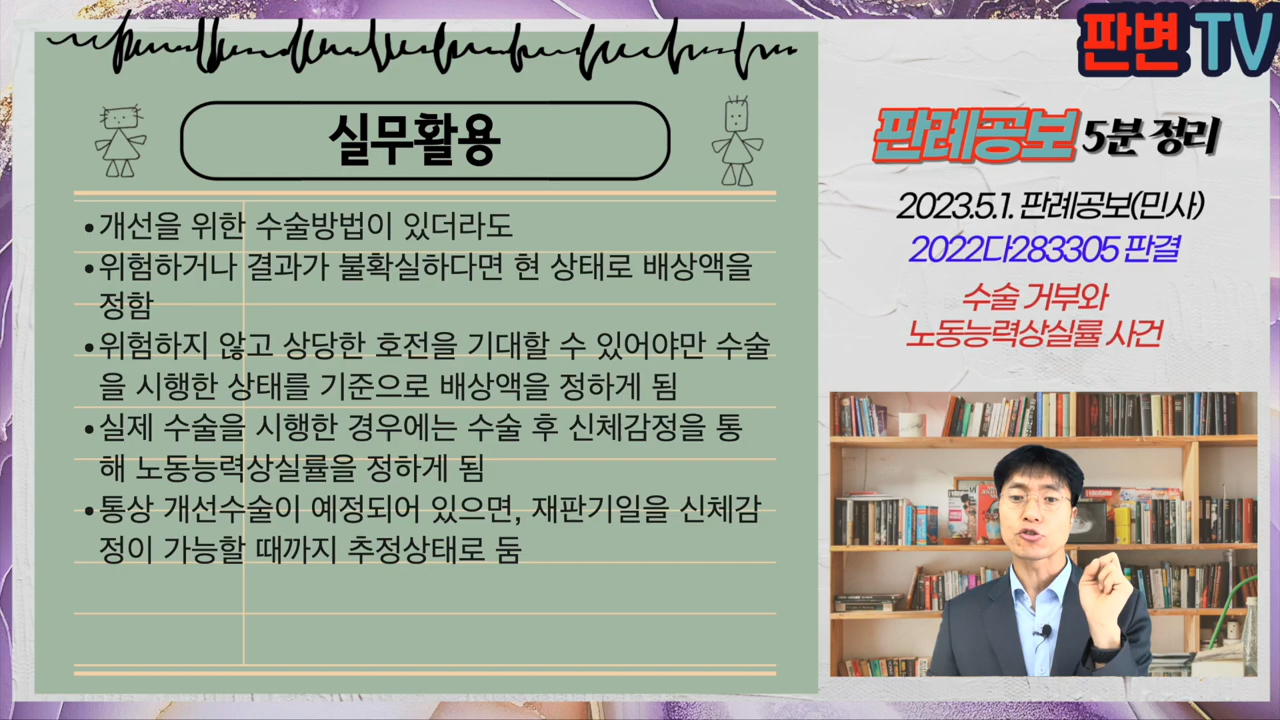 판변 TV
실무활용
• 개선을 위한 수술방법이 있더라도
• 위험하거나 결과가 불확실하다면 현 상태로 배상액을
정함
• 위험하지 않고 상당한 호전을 기대할 수 있어야만 수술
을 시행한 상태를 기준으로 배상액을 정하게 됨
• 실제 수술을 시행한 경우에는 수술 후 신체감정을 통
해 노동능력상실률을 정하게 됨
• 통상 개선수술이 예정되어 있으면, 재판기일을 신체감
정이 가능할 때까지 추정상태로 둠
판례공보 5분 정리
2023.5.1. 판례공보(민사)
2022다283305 판결
수술 거부와
노동능력상실률 사건